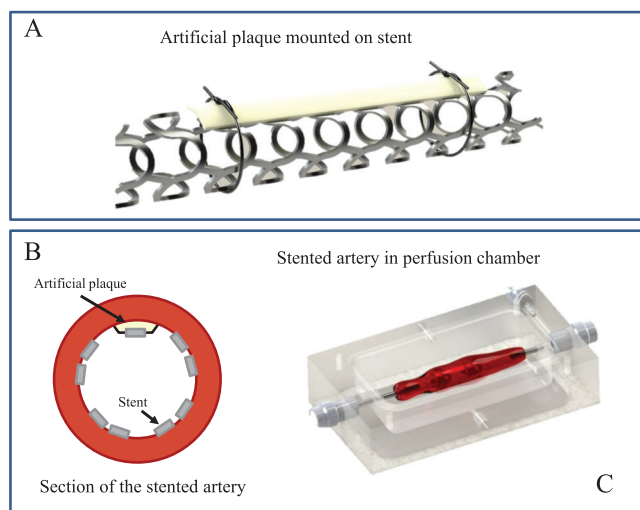 A
Artificial plaque mounted on stent
B
Stented artery in perfusion chamber
Artificial plaque
Stent
Section of the stented artery
C